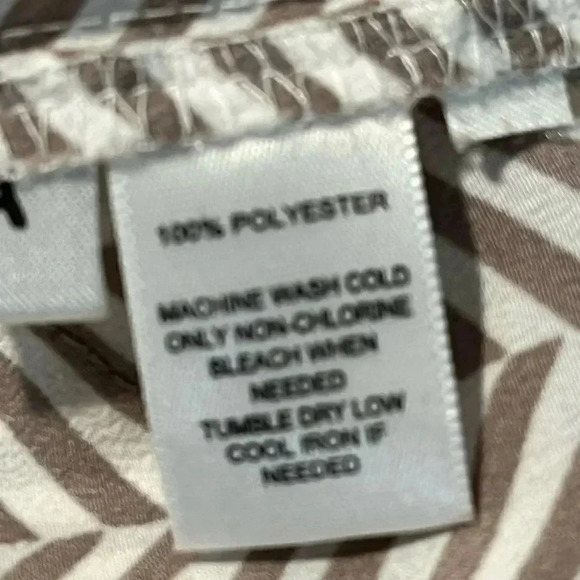 100% POLYESTER
MACHINE WASH COLD
ONLY NON-CHLORINE
BLEACH WHEN
NEEDED
TUMBLE DRY LOW
COOL IRON IF
NEEDED